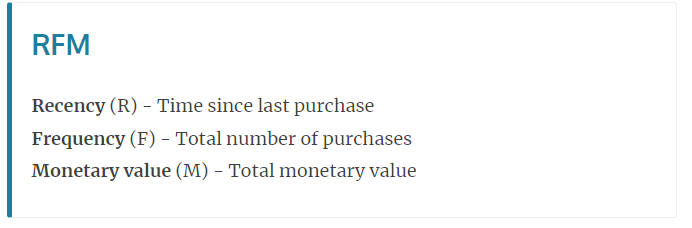 RFM
Recency (R) – Time since last purchase
Frequency (F) – Total number of purchases
Monetary value (M) – Total monetary value